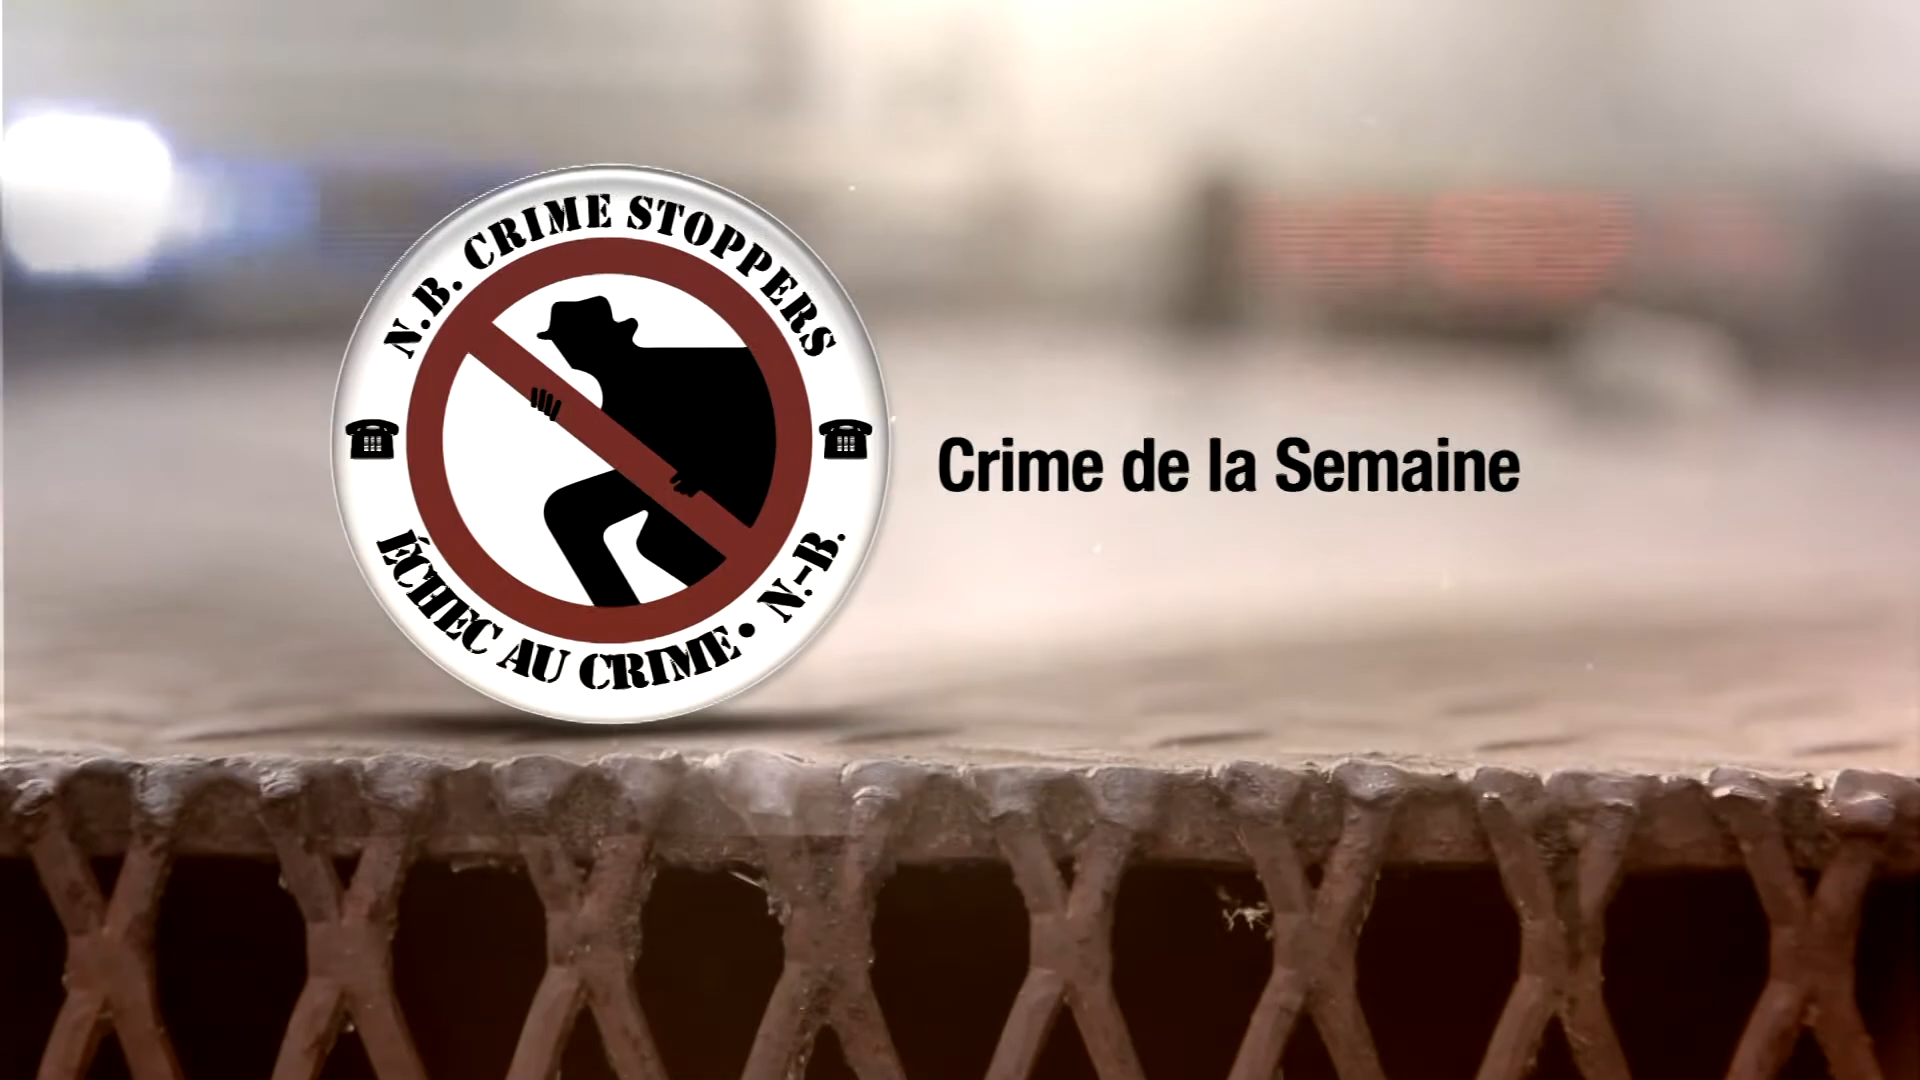 N.B. CRIME STOPPERS
ÉCHEC AU CRIME • N.-B.
Crime de la Semaine